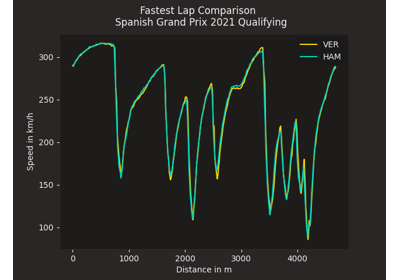 Fastest Lap Comparison
Spanish Grand Prix 2021 Qualifying
VER
HAM
Speed in km/h
300
250
200
150
100
0
1000
2000
3000
4000
Distance in m